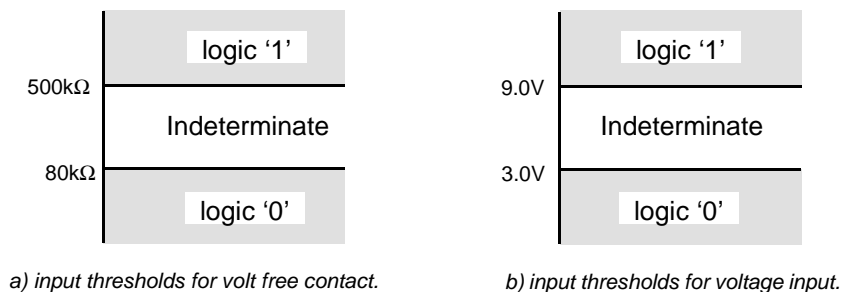 logic ‘1’
500kΩ
Indeterminate
80kΩ
logic ‘0’
a) input thresholds for volt free contact.
logic ‘1’
9.0V
Indeterminate
3.0V
logic ‘0’
b) input thresholds for voltage input.